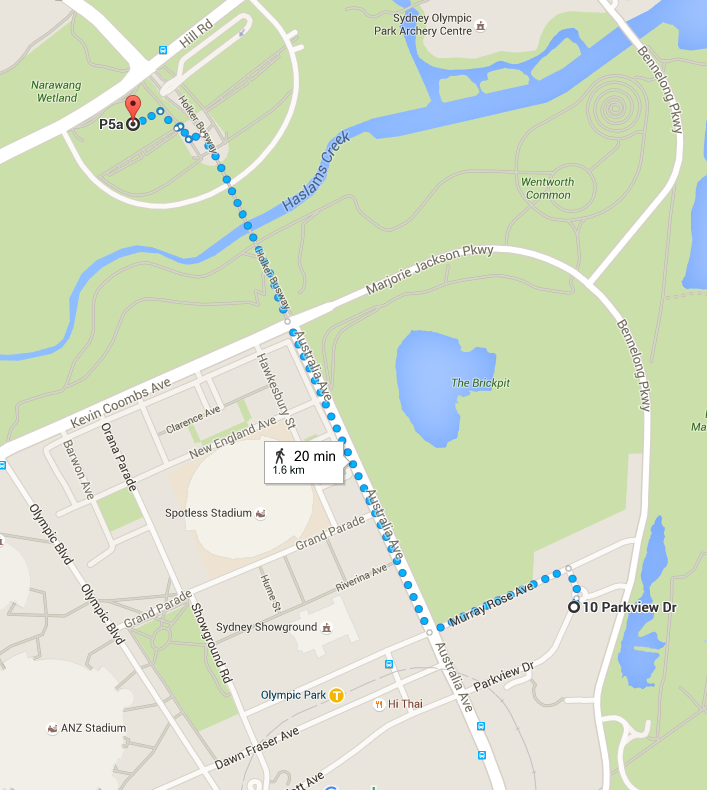 Sydney Olympic
Park Archery Centre
Hill Rd
Bennelong Pkwy
Narawang
Wetland
Holker Busway
P5a
Haslams Creek
Wentworth
Common
Marjorie Jackson Pkwy
Holker Busway
Bennelong Pkwy
Australia Ave
Hawkesbury St
The Brickpit
Kevin Coombs Ave
Clarence Ave
New England Ave
Orana Parade
Barwon Ave
20 min
1.6 km
Spotless Stadium
Australia Ave
Grand Parade
Olympic Blvd
Riverina Ave
Hume St
Murray Rose Ave
10 Parkview Dr
Grand Parade
Olympic Blvd
Showground Rd
Sydney Showground
Australia Ave
Parkview Dr
Olympic Park
T
Hi Thai
ANZ Stadium
Dawn Fraser Ave